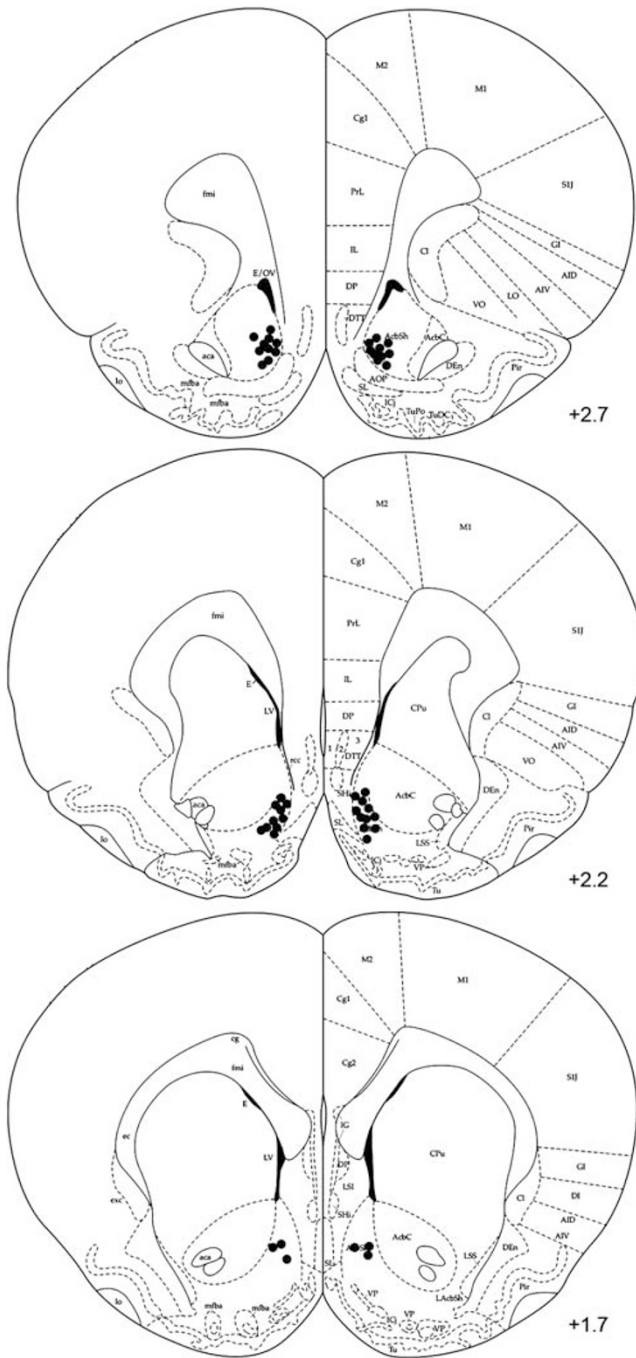 M2
M1
Cg1
S1J
fmi
PrL
GI
IL
Cl
AID
E/OV
AIV
DP
LO
VO
DTT
AcbSh
AcbC
aca
DEn
Pir
lo
AOP
mfba
SL
ICj
mfba
TuPo
TuDC
+2.7
M2
M1
Cg1
fmi
PrL
S1J
E
IL
GI
LV
DP
CPu
Cl
AID
1
2
3
AIV
rcc
DTT
VO
DEn
aca
AcbC
SL
Pir
lo
LSS
ICj
mfba
VP
Tu
+2.2
M2
M1
Cg1
cg
Cg2
fmi
S1J
E
IG
ec
LV
DP
CPu
GI
LSI
exc
Cl
DI
SHi
AID
AcbC
AIV
aca
DEn
SL
LSS
lo
VP
Pir
mfba
mfba
LAcbSh
VP
ICj
VP
Tu
+1.7